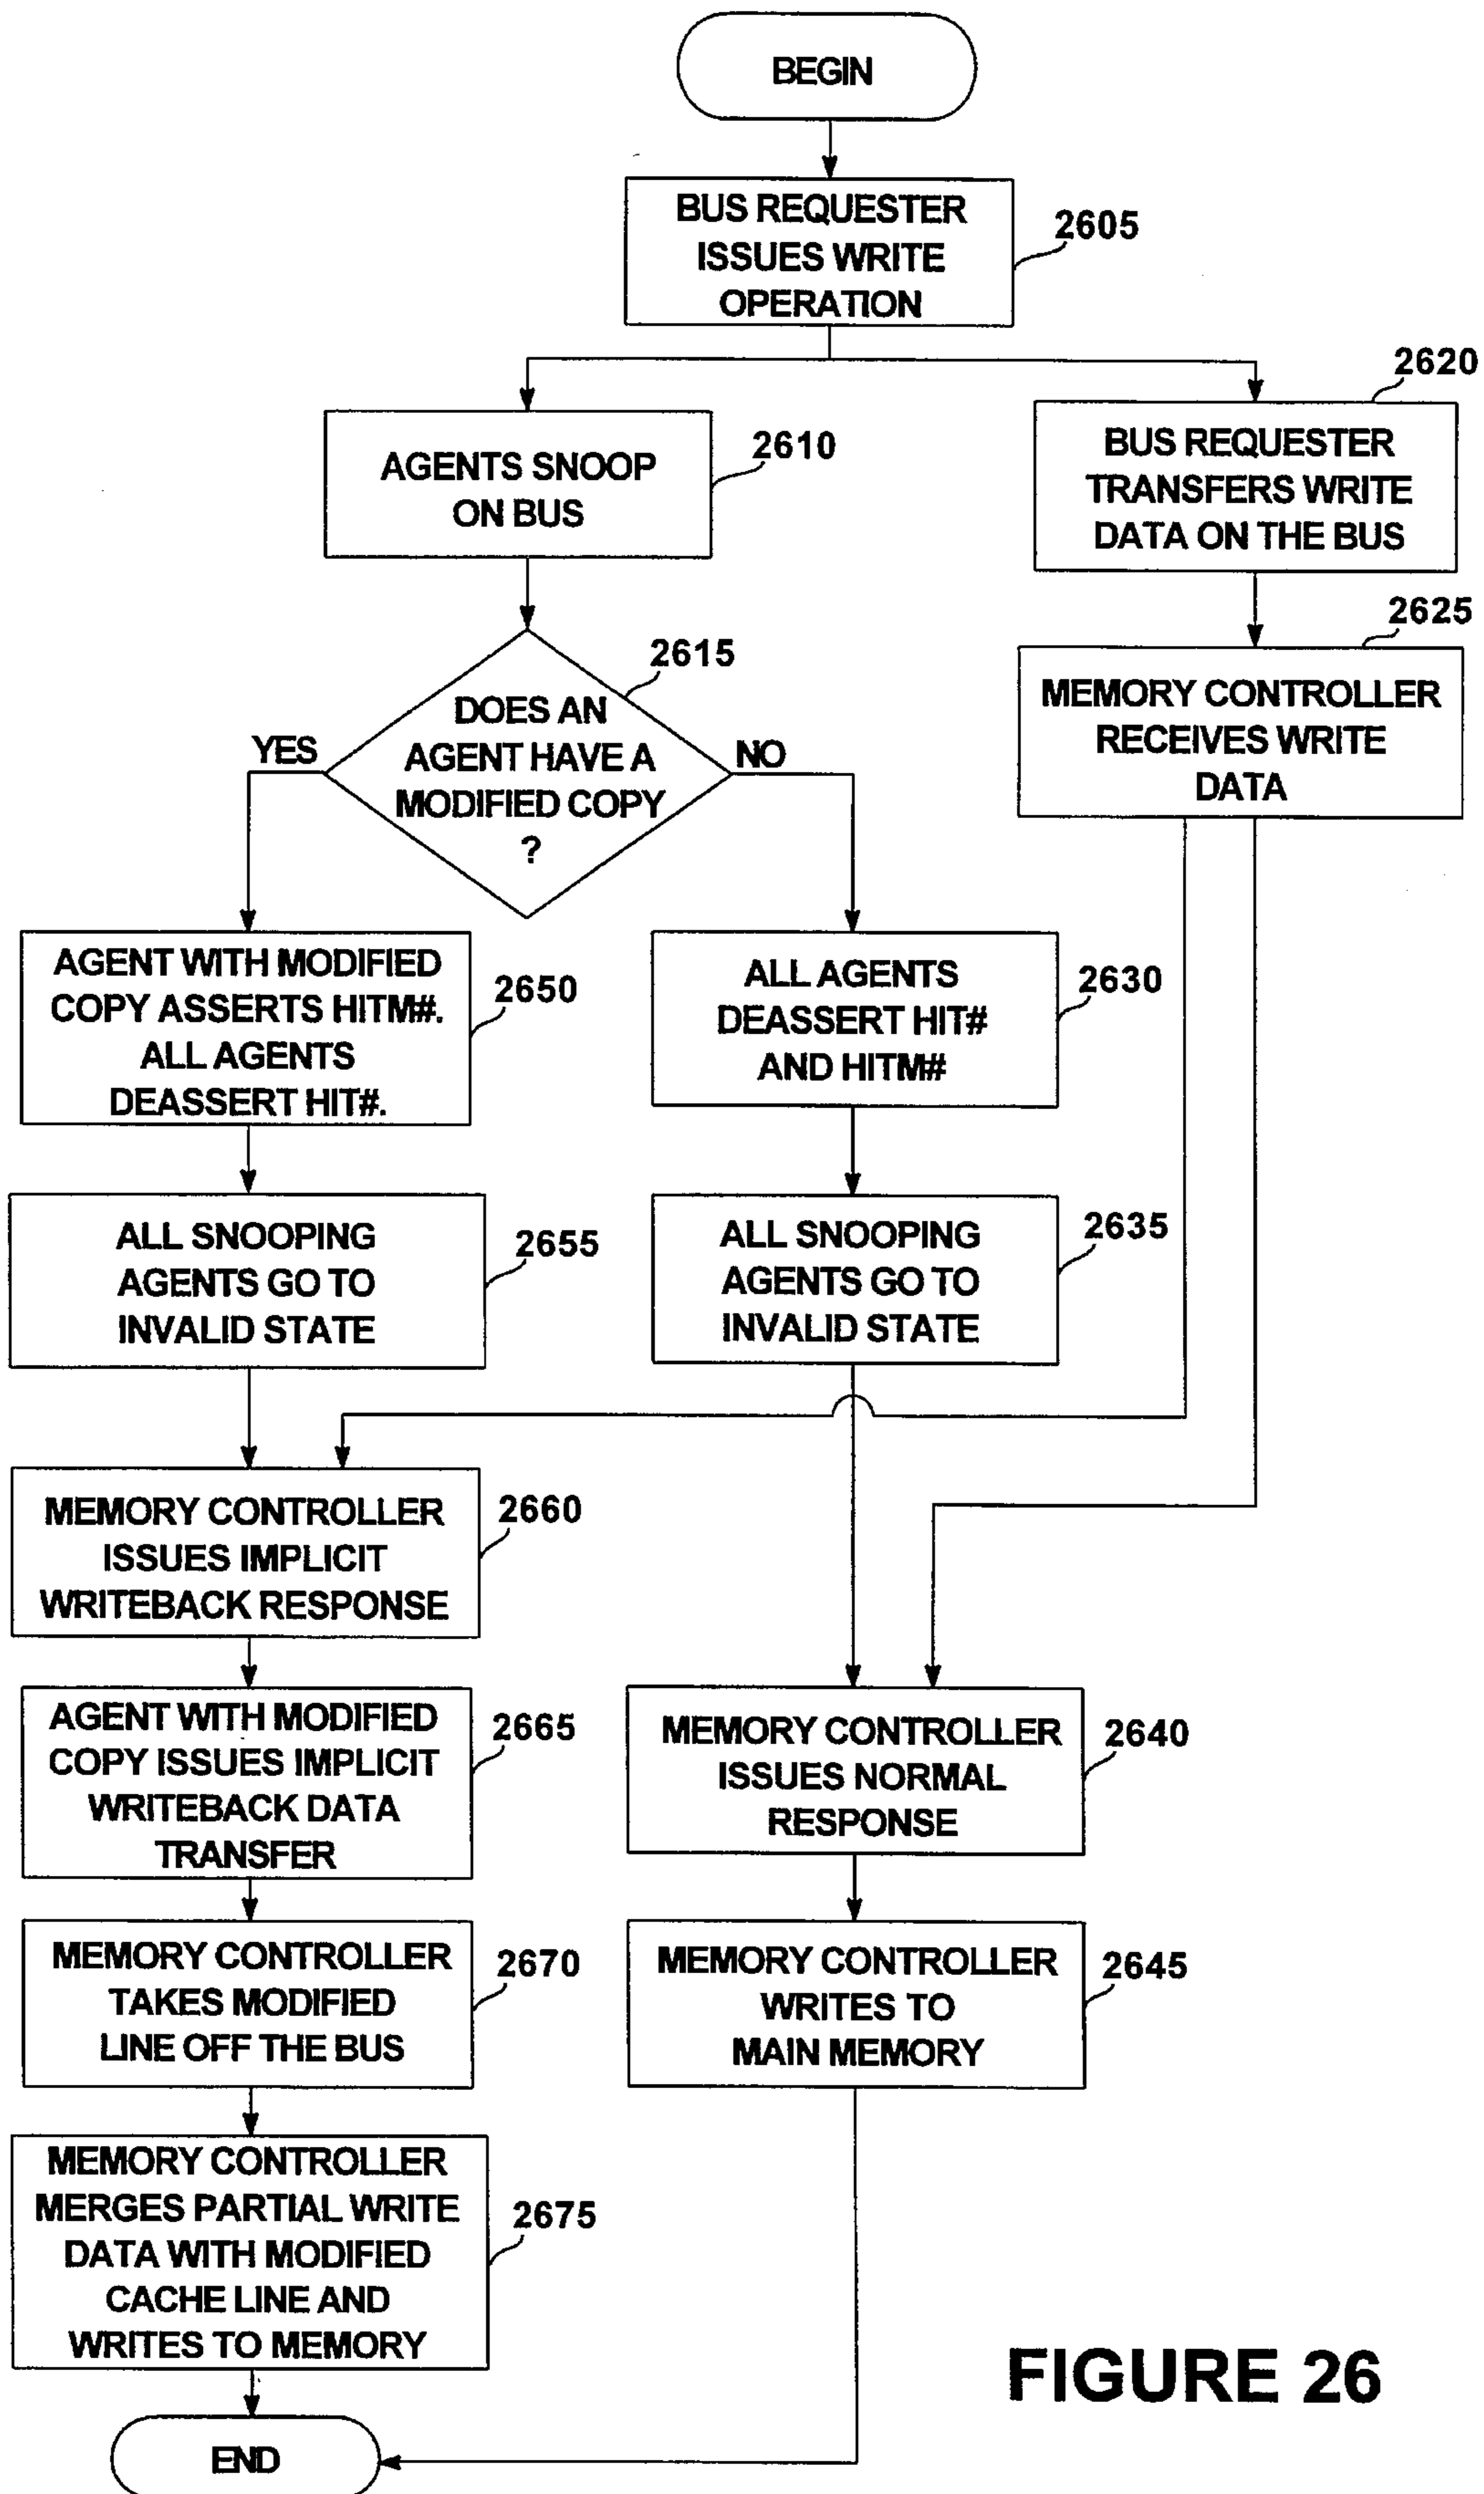 BEGIN
BUS REQUESTER
ISSUES WRITE
OPERATION
2605
2620
AGENTS SNOOP
ON BUS
2610
BUS REQUESTER
TRANSFERS WRITE
DATA ON THE BUS
2625
2615
DOES AN
AGENT HAVE A
MODIFIED COPY
?
YES
NO
MEMORY CONTROLLER
RECEIVES WRITE
DATA
AGENT WITH MODIFIED
COPY ASSERTS HITM#.
ALL AGENTS
DEASSERT HIT#.
2650
ALL AGENTS
DEASSERT HIT#
AND HITM#
2630
ALL SNOOPING
AGENTS GO TO
INVALID STATE
2655
ALL SNOOPING
AGENTS GO TO
INVALID STATE
2635
MEMORY CONTROLLER
ISSUES IMPLICIT
WRITEBACK RESPONSE
2660
AGENT WITH MODIFIED
COPY ISSUES IMPLICIT
WRITEBACK DATA
TRANSFER
2665
MEMORY CONTROLLER
ISSUES NORMAL
RESPONSE
2640
MEMORY CONTROLLER
TAKES MODIFIED
LINE OFF THE BUS
2670
MEMORY CONTROLLER
WRITES TO
MAIN MEMORY
2645
MEMORY CONTROLLER
MERGES PARTIAL WRITE
DATA WITH MODIFIED
CACHE LINE AND
WRITES TO MEMORY
2675
END
FIGURE 26